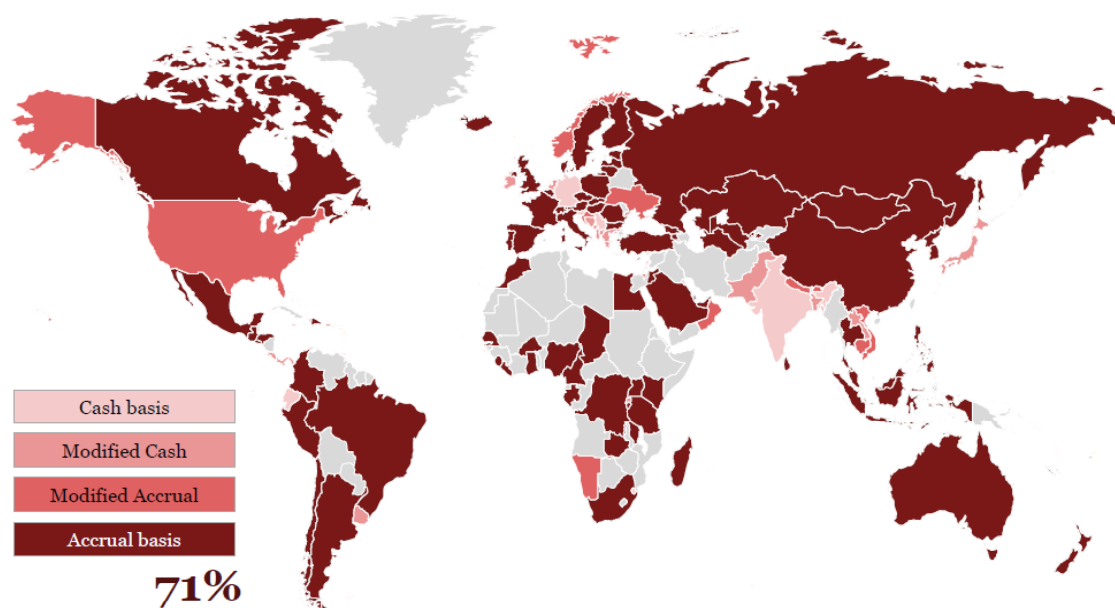 Cash basis
Modified Cash
Modified Accrual
Accrual basis
71%